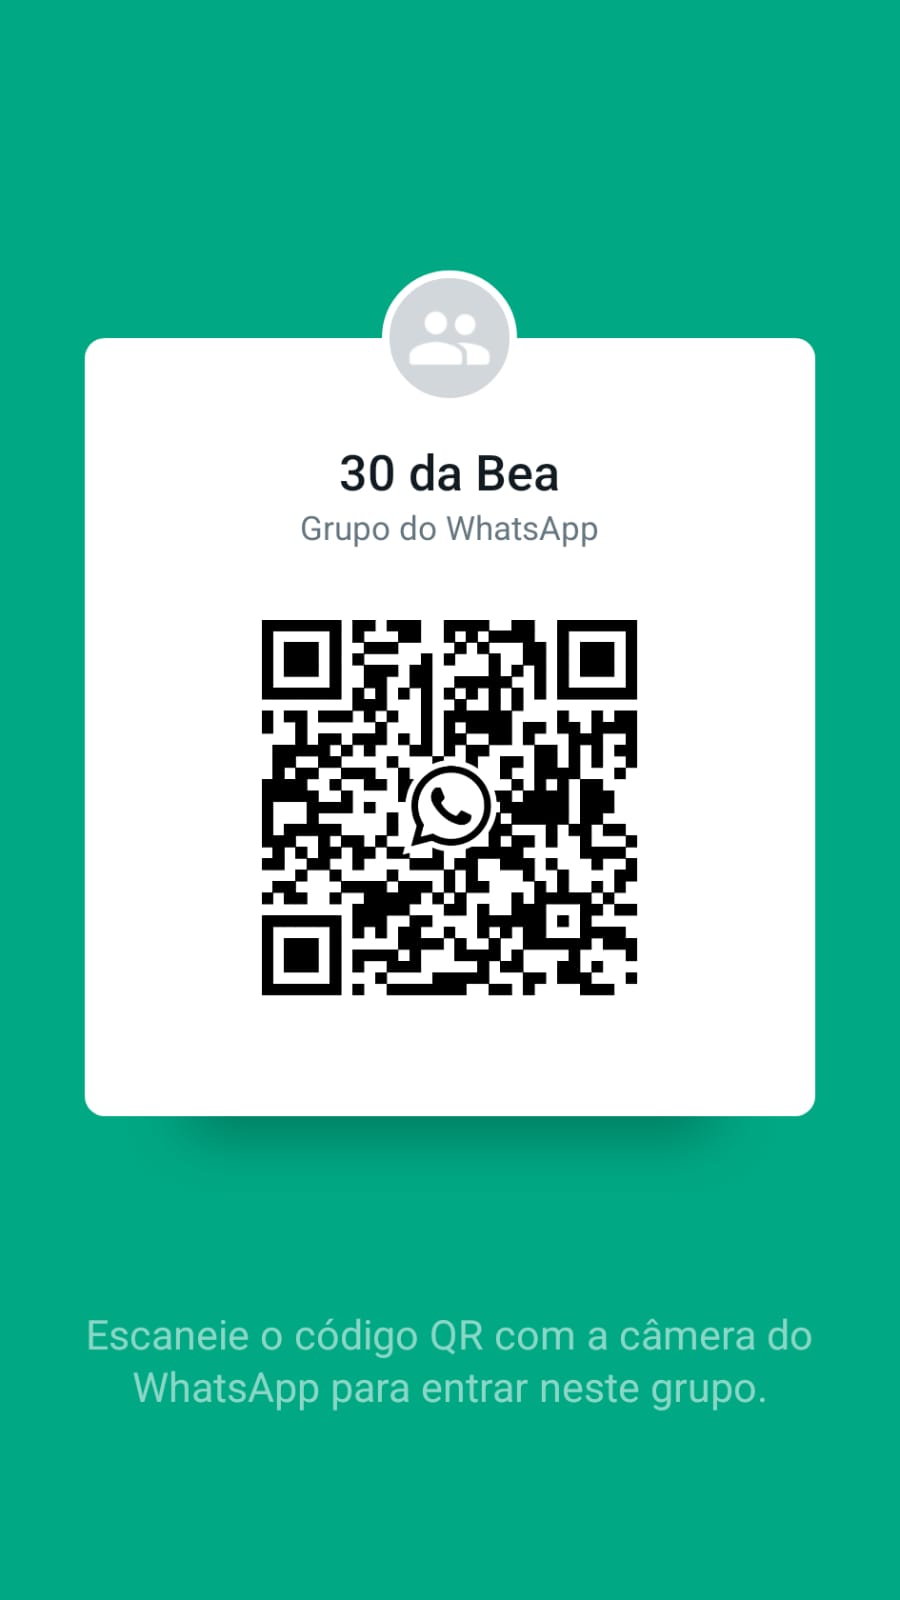 30 da Bea
Grupo do WhatsApp
Escaneie o código QR com a câmera do
WhatsApp para entrar neste grupo.